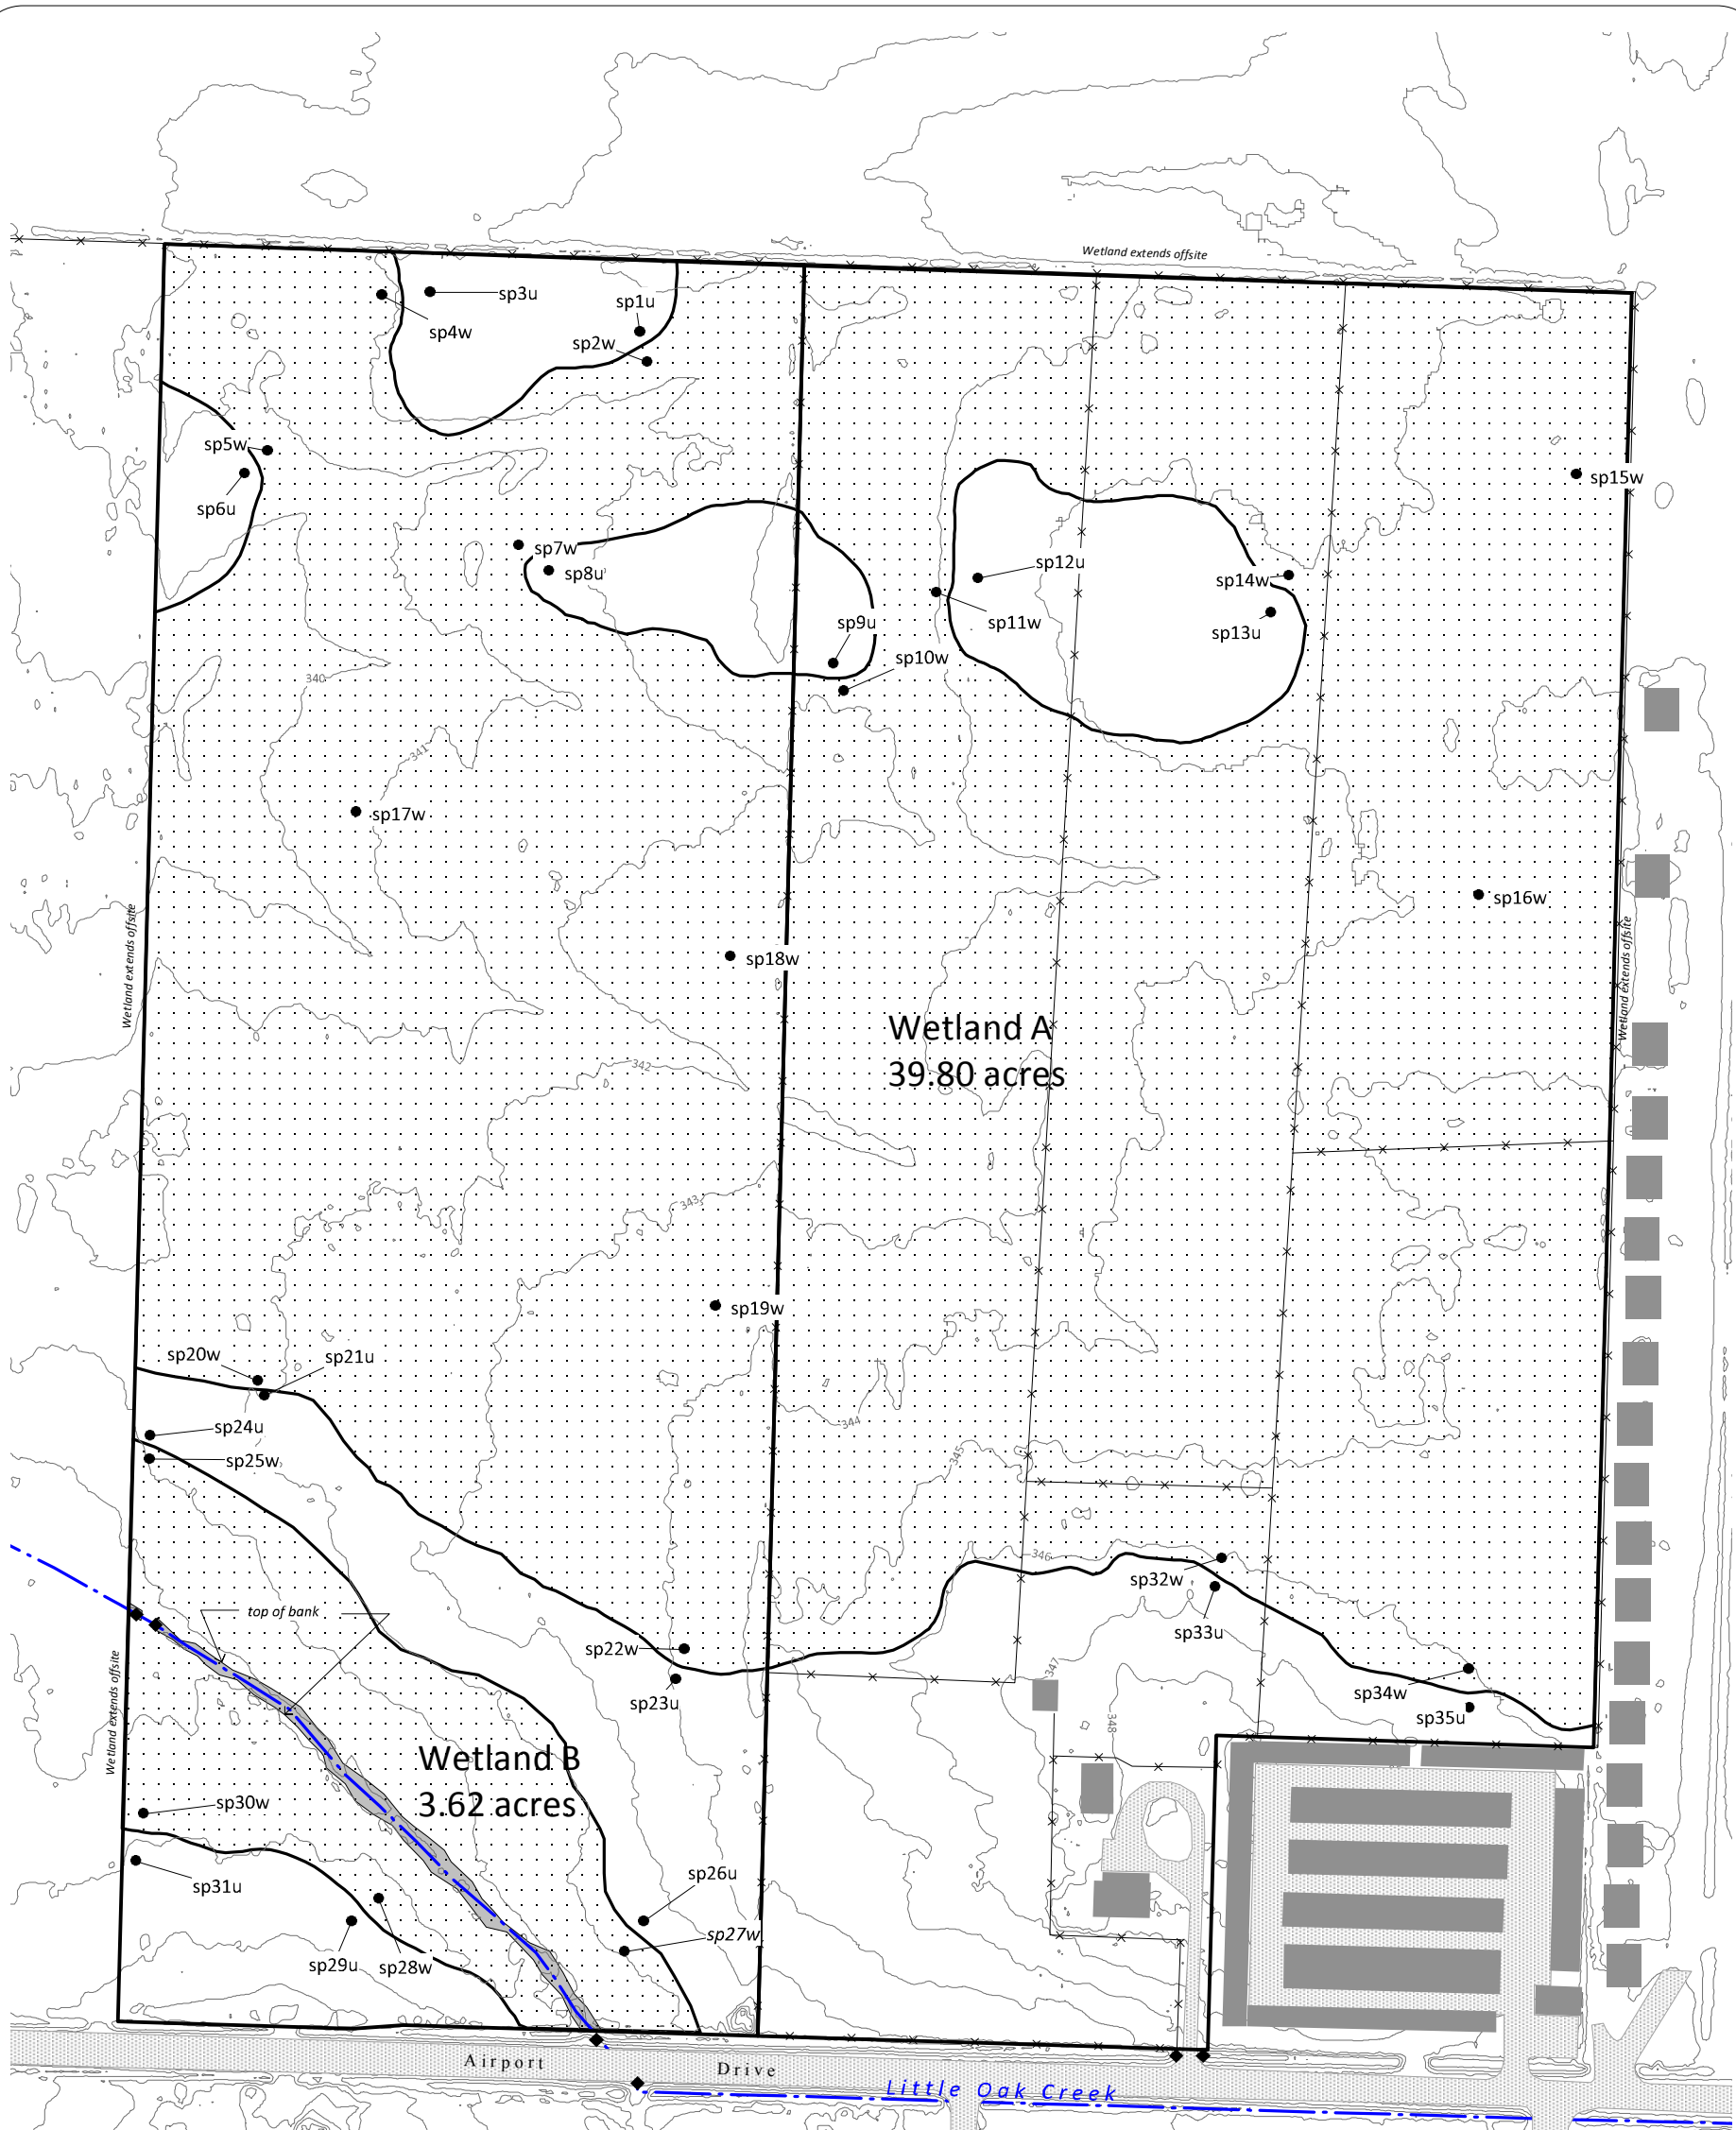 Wetland extends offsite
sp3u
sp1u
sp4w
sp2w
sp5w
sp6u
sp15w
sp7w
sp8u
sp12u
sp14w
sp9u
sp11w
sp13u
sp10w
340
341
sp17w
sp16w
sp18w
Wetland extends offsite
Wetland extends offsite
Wetland A
39.80 acres
342
343
sp19w
sp20w
sp21u
344
sp24u
345
sp25w
346
sp32w
top of bank
sp33u
sp22w
347
sp23u
sp34w
sp35u
348
Wetland extends offsite
Wetland B
3.62 acres
sp30w
sp26u
sp31u
sp27w
sp29u
sp28w
Airport Drive
Little Oak Creek